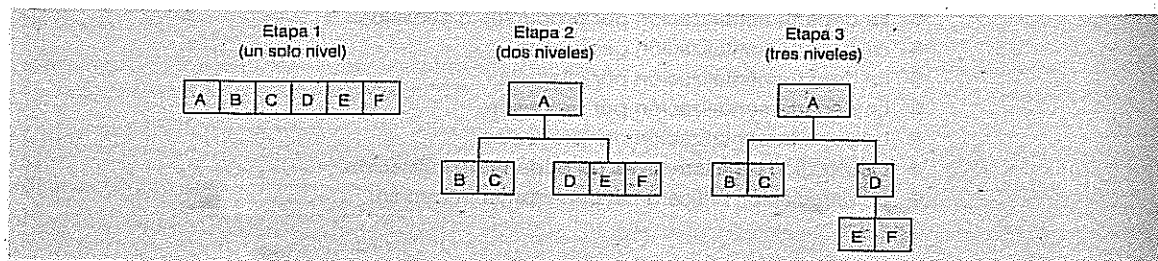 Etapa 1
(un solo nivel)
A B C D E F
Etapa 2
(dos niveles)
A
B C
D E F
Etapa 3
(tres niveles)
A
B C
D
E F